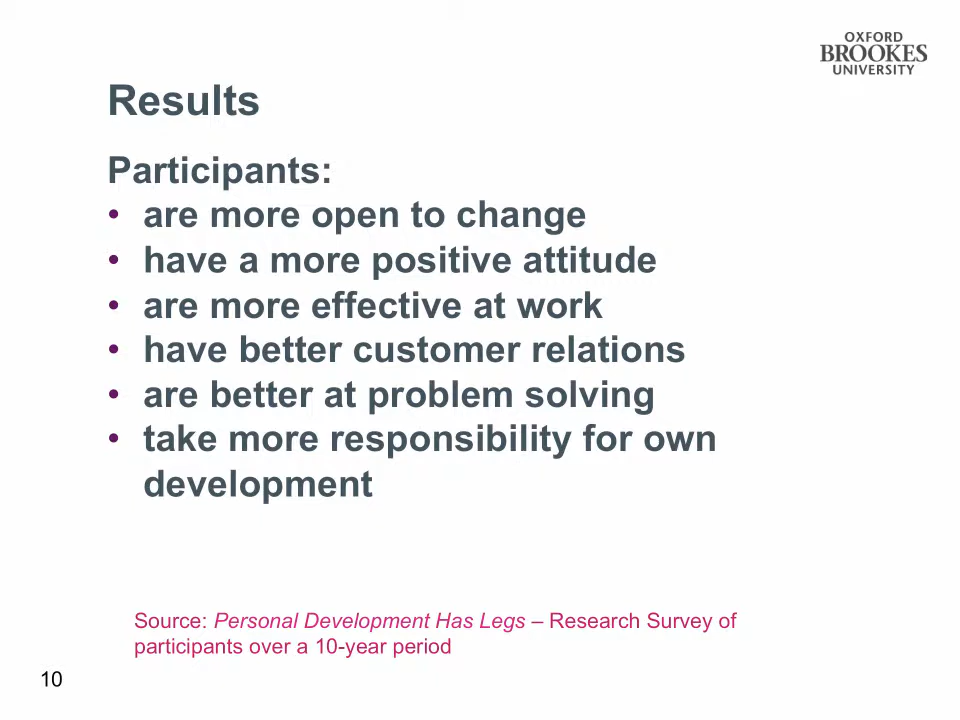 OXFORD
BROOKES
UNIVERSITY
Results
Participants:
• are more open to change
• have a more positive attitude
• are more effective at work
• have better customer relations
• are better at problem solving
• take more responsibility for own
development
Source: Personal Development Has Legs – Research Survey of
participants over a 10-year period
10